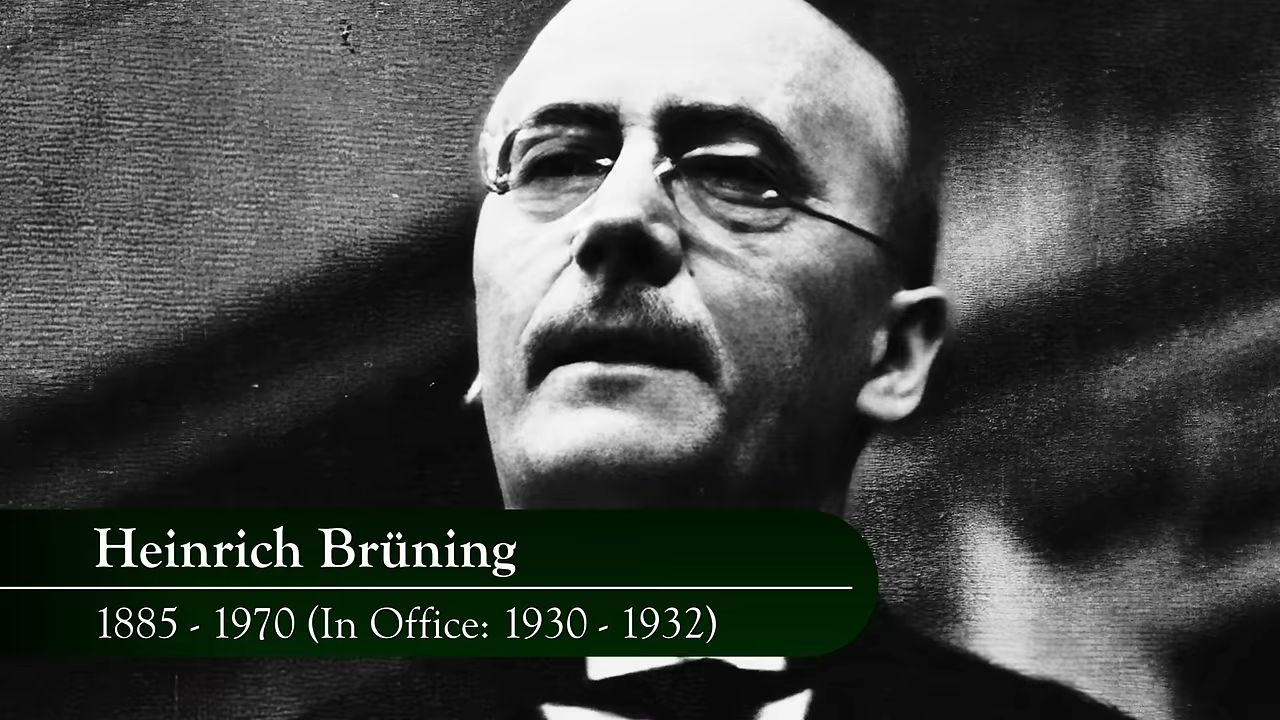 Heinrich Brüning
1885 - 1970 (In Office: 1930 - 1932)